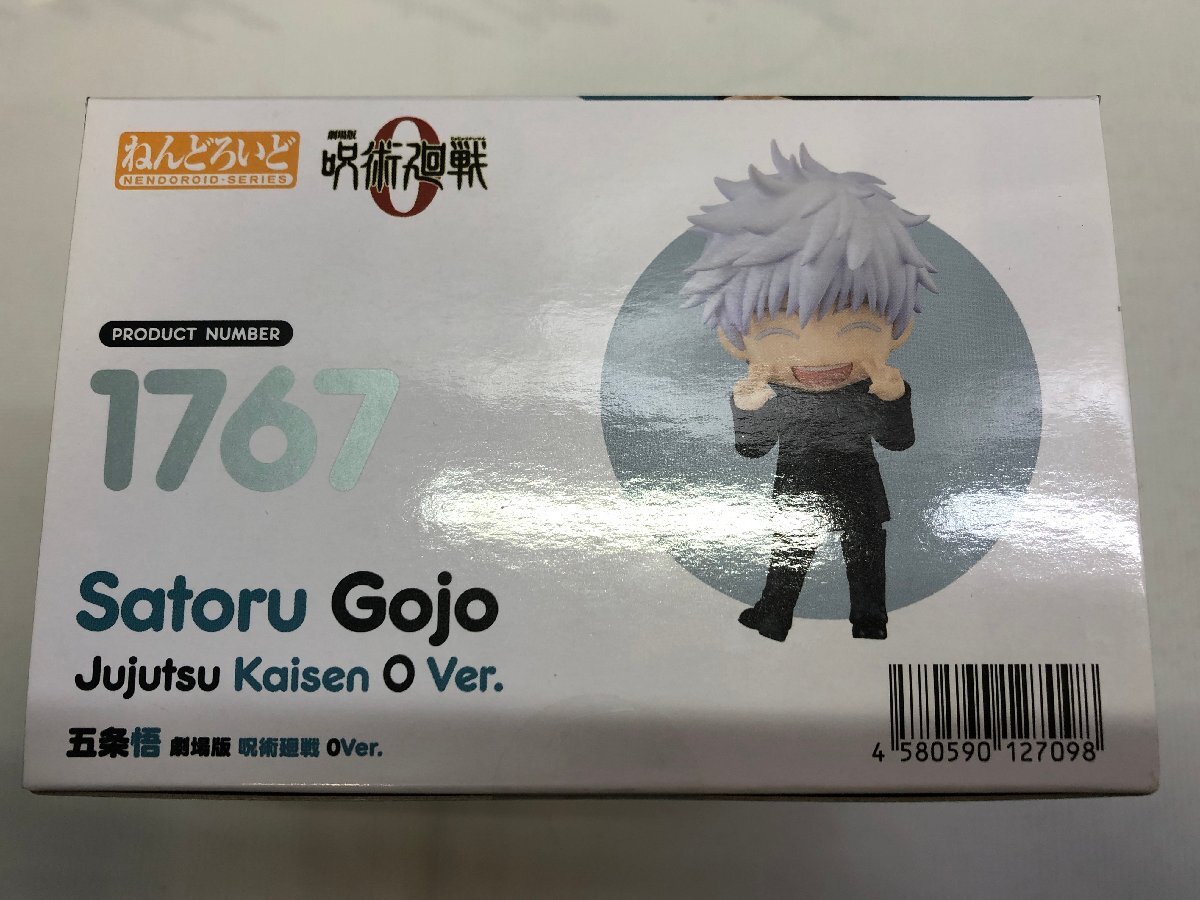 ねんどろいど
NENDOROID·SERIES
劇場版
呪術廻戦
0
PRODUCT NUMBER
1767
Satoru Gojo
Jujutsu Kaisen 0 Ver.
五条悟 劇場版 呪術廻戦 0Ver.
4 580590 127098